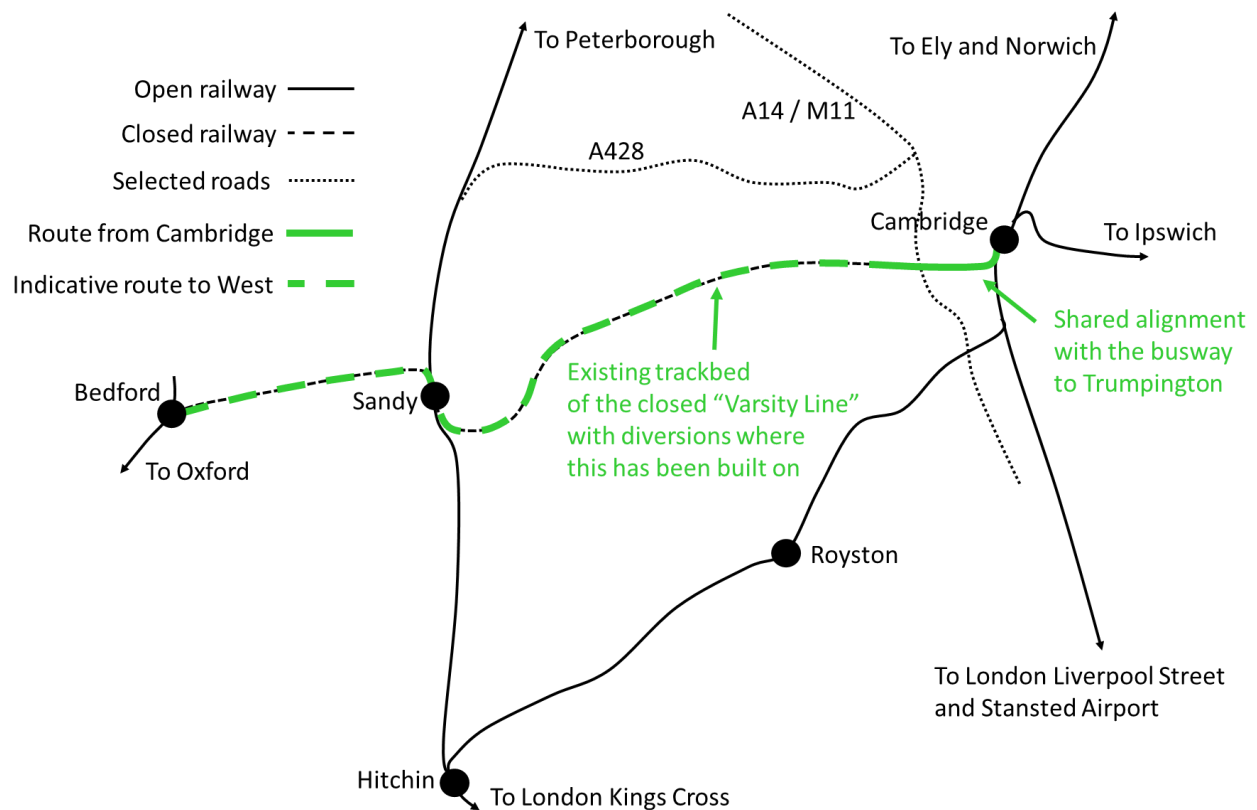 To Peterborough
To Ely and Norwich
Open railway
Closed railway
Selected roads
Route from Cambridge
Indicative route to West
A14 / M11
A428
Cambridge
To Ipswich
Shared alignment
with the busway
to Trumpington
Existing trackbed
of the closed “Varsity Line”
with diversions where
this has been built on
Bedford
Sandy
To Oxford
Royston
To London Liverpool Street
and Stansted Airport
Hitchin
To London Kings Cross